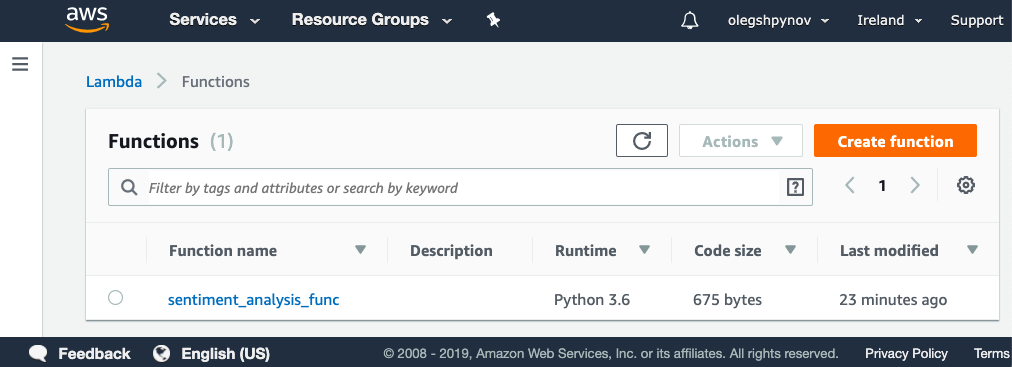 aws Services Resource Groups olegshpynov Ireland Support
Lambda Functions
Functions (1) Actions Create function
Filter by tags and attributes or search by keyword ? 1
Function name Description Runtime Code size Last modified
sentiment_analysis_func Python 3.6 675 bytes 23 minutes ago
Feedback English (US) © 2008 - 2019, Amazon Web Services, Inc. or its affiliates. All rights reserved. Privacy Policy Terms